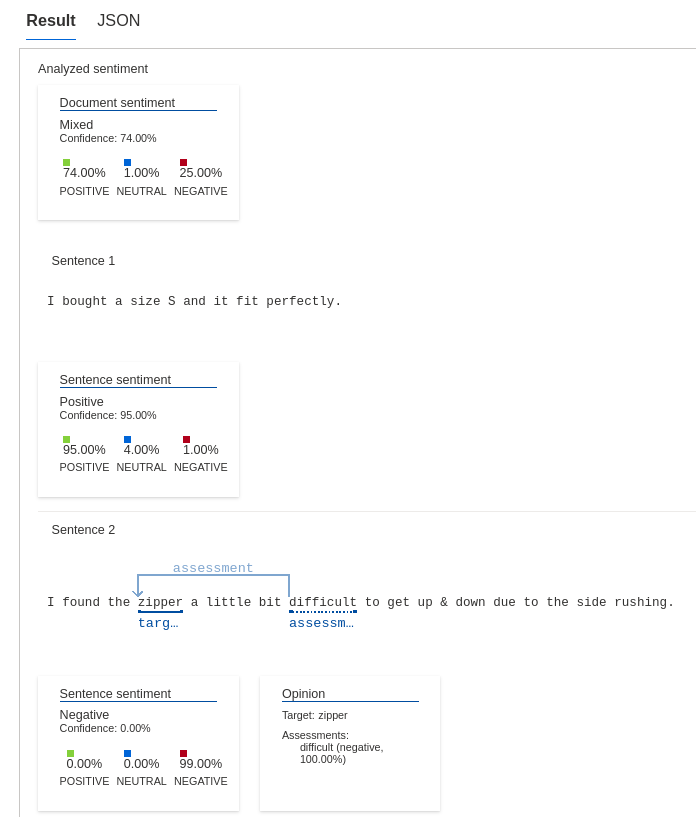 Result JSON
Analyzed sentiment
Document sentiment
Mixed
Confidence: 74.00%
74.00% 1.00% 25.00%
POSITIVE NEUTRAL NEGATIVE
Sentence 1
I bought a size S and it fit perfectly.
Sentence sentiment
Positive
Confidence: 95.00%
95.00% 4.00% 1.00%
POSITIVE NEUTRAL NEGATIVE
Sentence 2
assessment
I found the zipper a little bit difficult to get up & down due to the side rushing.
targ… assessm…
Sentence sentiment
Negative
Confidence: 0.00%
0.00% 0.00% 99.00%
POSITIVE NEUTRAL NEGATIVE
Opinion
Target: zipper
Assessments:
difficult (negative,
100.00%)